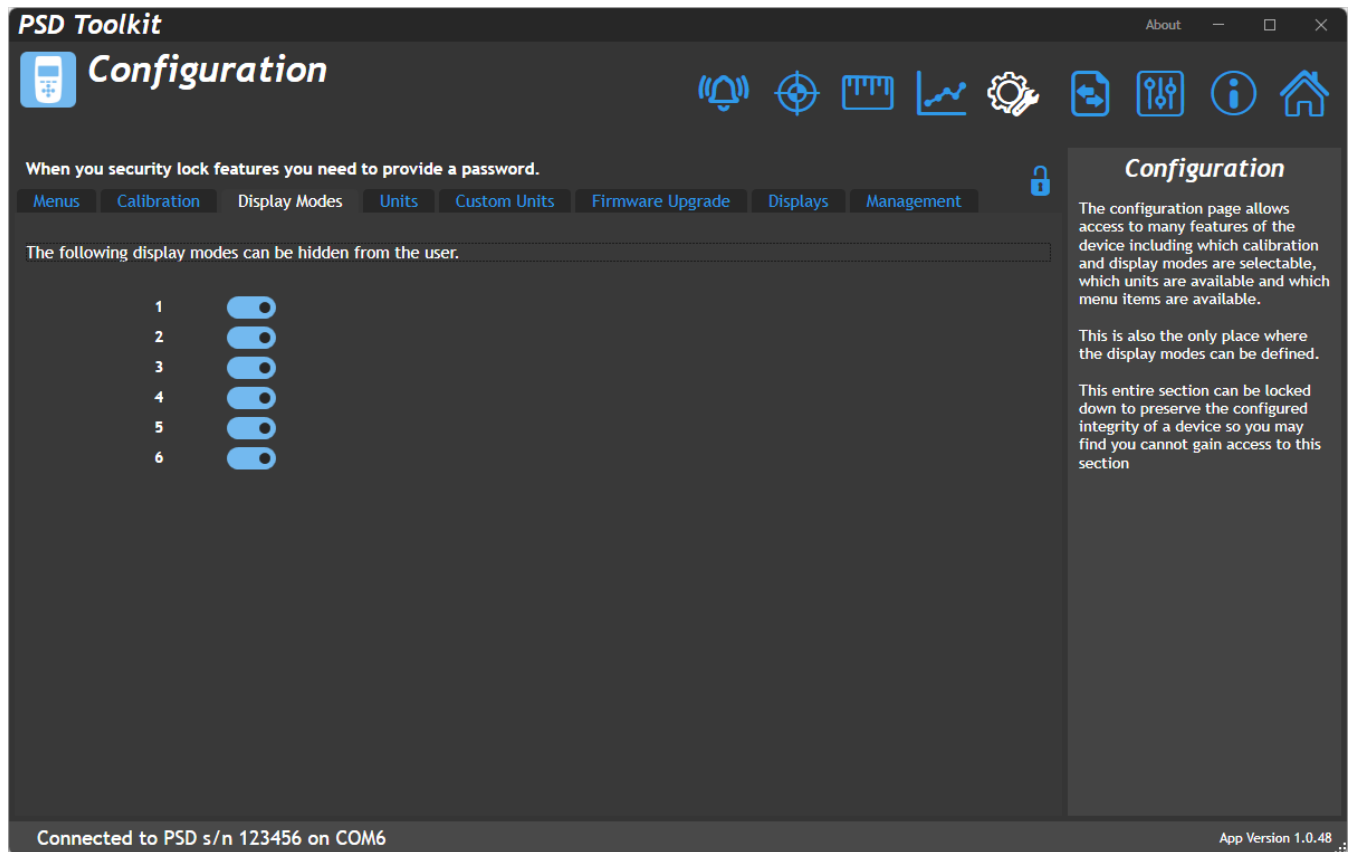 PSD Toolkit
About
Configuration
When you security lock features you need to provide a password.
Menus Calibration Display Modes Units Custom Units Firmware Upgrade Displays Management
The following display modes can be hidden from the user.
1
2
3
4
5
6
Configuration
The configuration page allows
access to many features of the
device including which calibration
and display modes are selectable,
which units are available and which
menu items are available.
This is also the only place where
the display modes can be defined.
This entire section can be locked
down to preserve the configured
integrity of a device so you may
find you cannot gain access to this
section
Connected to PSD s/n 123456 on COM6
App Version 1.0.48